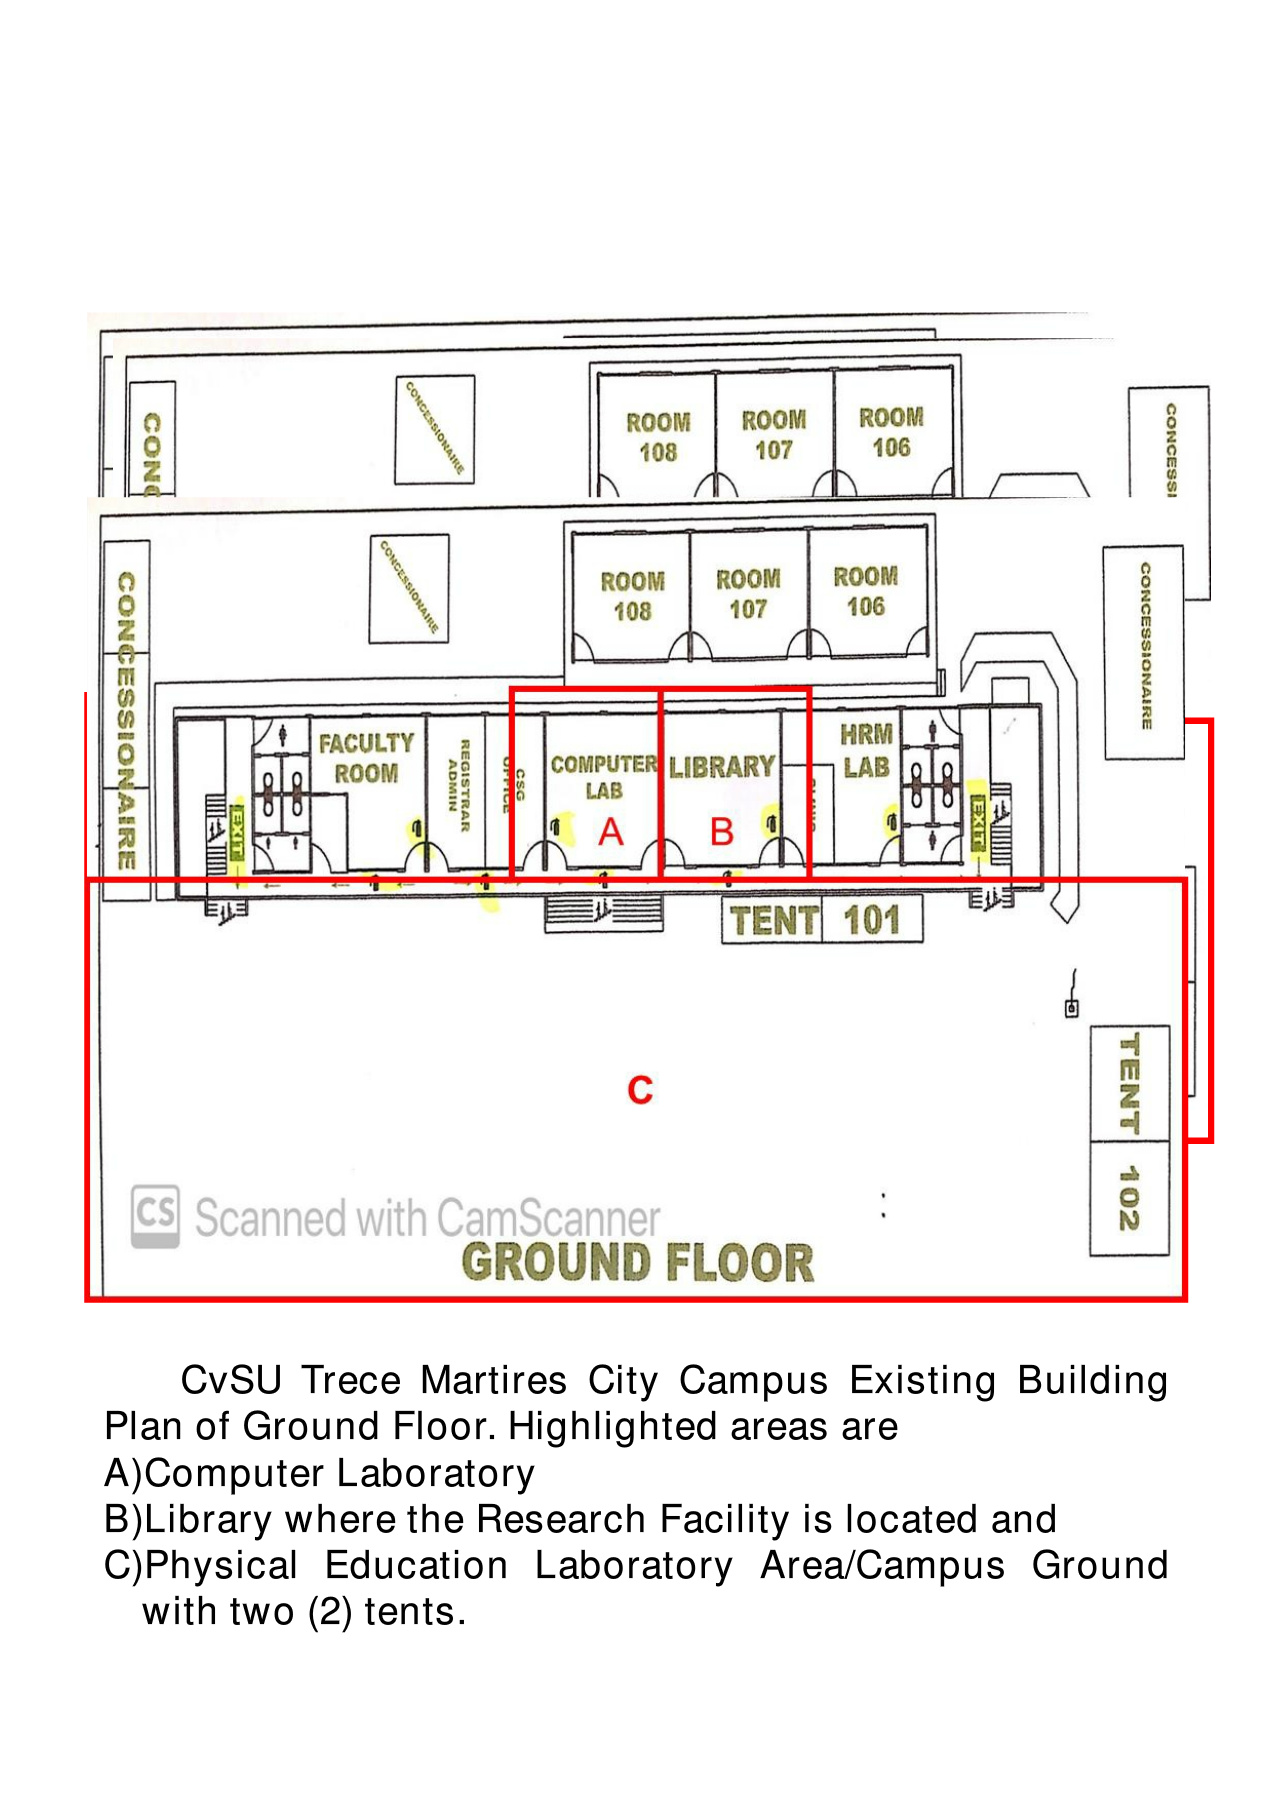 CONC
CONCESSIONAIRE
ROOM
108
ROOM
107
ROOM
106
CONCESSI
CONCESSIONAIRE
CONCESSIONAIRE
ROOM
108
ROOM
107
ROOM
106
CONCESSIONAIRE
FACULTY
ROOM
REGISTRAR
ADMIN
CSG
OFFICE
COMPUTER
LAB
LIBRARY
HRM
LAB
EXIT
A
B
EXIT
TENT 101
C
TENT 102
CS Scanned with CamScanner
GROUND FLOOR
CvSU Trece Martires City Campus Existing Building
Plan of Ground Floor. Highlighted areas are
A)Computer Laboratory
B)Library where the Research Facility is located and
C)Physical Education Laboratory Area/Campus Ground
with two (2) tents.